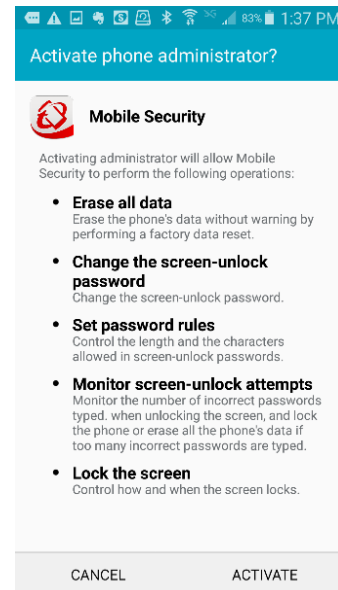 3G 83% 1:37 PM
Activate phone administrator?
Mobile Security
Activating administrator will allow Mobile
Security to perform the following operations:
• Erase all data
Erase the phone's data without warning by
performing a factory data reset.
• Change the screen-unlock
password
Change the screen-unlock password.
• Set password rules
Control the length and the characters
allowed in screen-unlock passwords.
• Monitor screen-unlock attempts
Monitor the number of incorrect passwords
typed. when unlocking the screen, and lock
the phone or erase all the phone's data if
too many incorrect passwords are typed.
• Lock the screen
Control how and when the screen locks.
CANCEL ACTIVATE